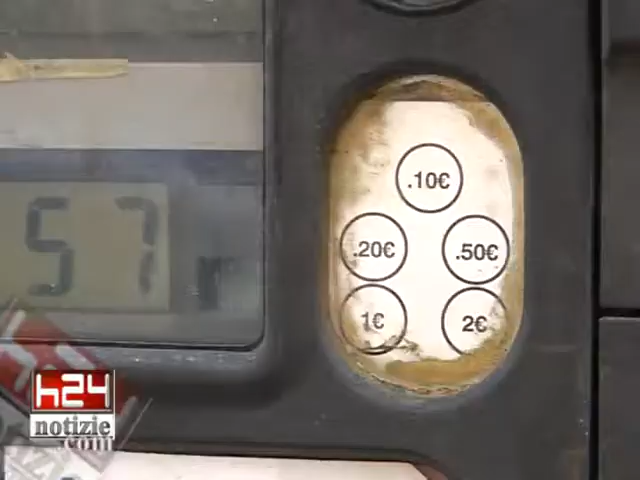 .10€
.20€ .50€
57
1€ 2€
h24
notizie
.com